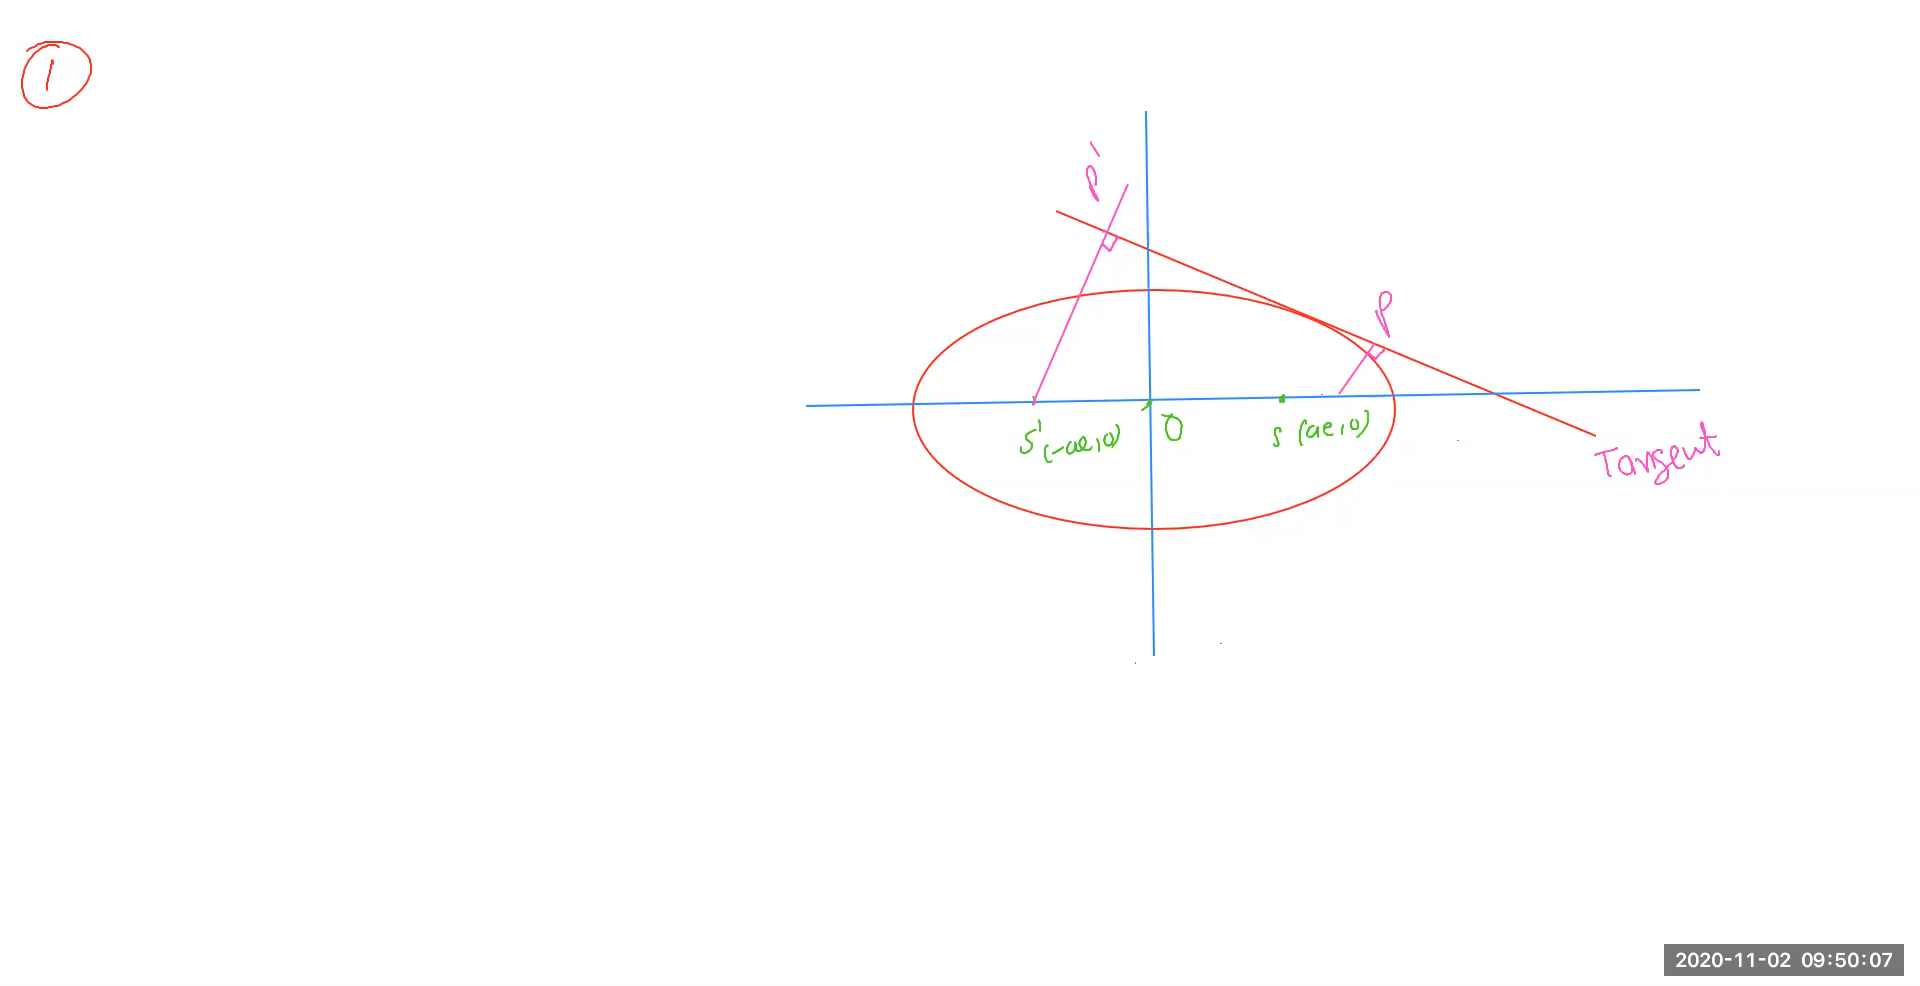 1
P'
P
S'(-ae,0)
O
S (ae,0)
Tangent
2020-11-02 09:50:07